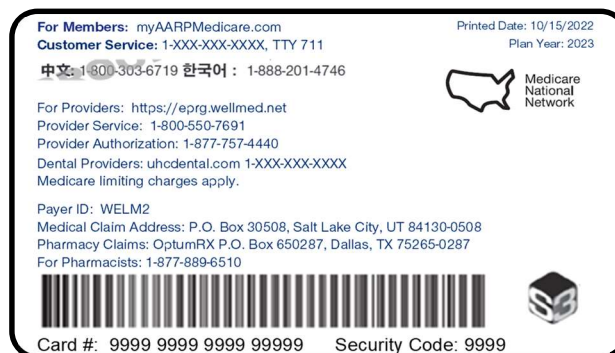 For Members: myAARPMedicare.com
Customer Service: 1-XXX-XXX-XXXX, TTY 711
中文: 1-800-303-6719 한국어 : 1-888-201-4746
Printed Date: 10/15/2022
Plan Year: 2023
Medicare
National
Network
For Providers: https://eprg.wellmed.net
Provider Service: 1-800-550-7691
Provider Authorization: 1-877-757-4440
Dental Providers: uhcdental.com 1-XXX-XXX-XXXX
Medicare limiting charges apply.
Payer ID: WELM2
Medical Claim Address: P.O. Box 30508, Salt Lake City, UT 84130-0508
Pharmacy Claims: OptumRX P.O. Box 650287, Dallas, TX 75265-0287
For Pharmacists: 1-877-889-6510
S3
Card #: 9999 9999 9999 99999 Security Code: 9999